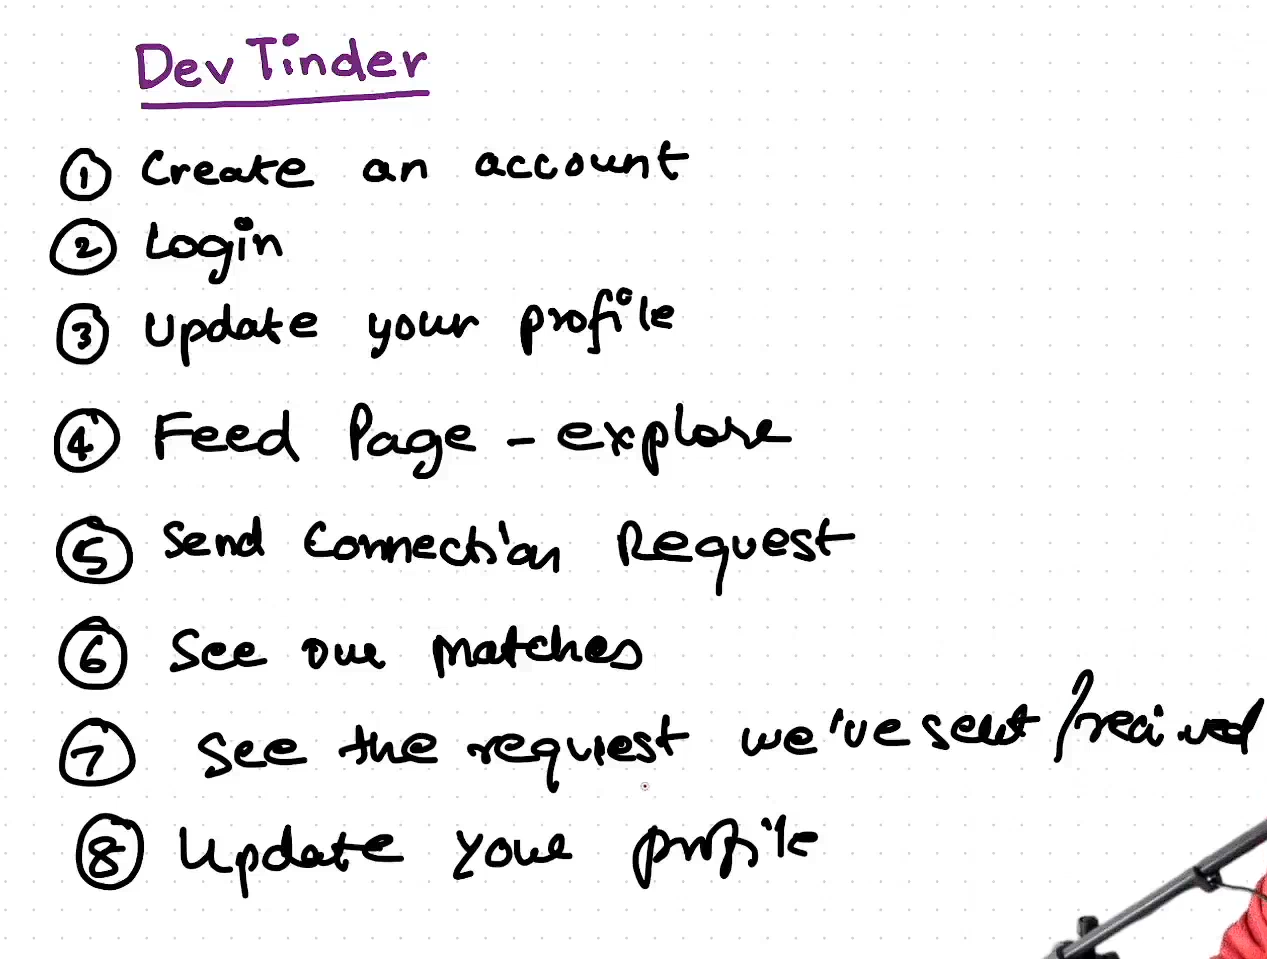 Dev Tinder
1 Create an account
2 Login
3 Update your profile
4 Feed Page - explore
5 Send Connection Request
6 See our matches
7 See the request we've sent / recived
8 Update your profile